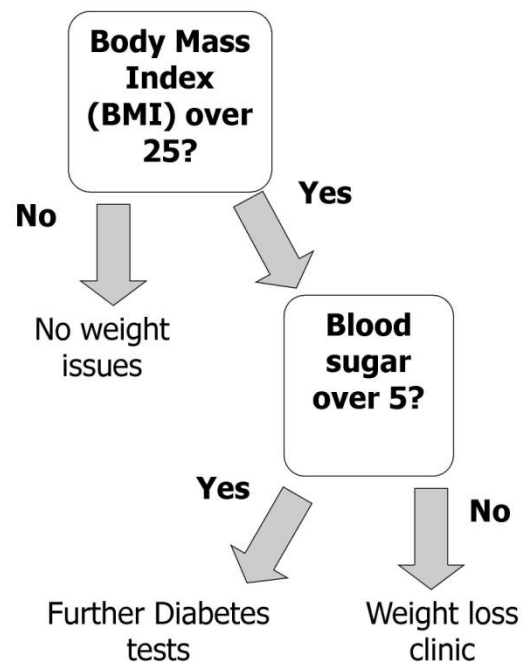 Body Mass
Index
(BMI) over
25?
No
Yes
No weight
issues
Blood
sugar
over 5?
Yes
No
Further Diabetes
tests
Weight loss
clinic